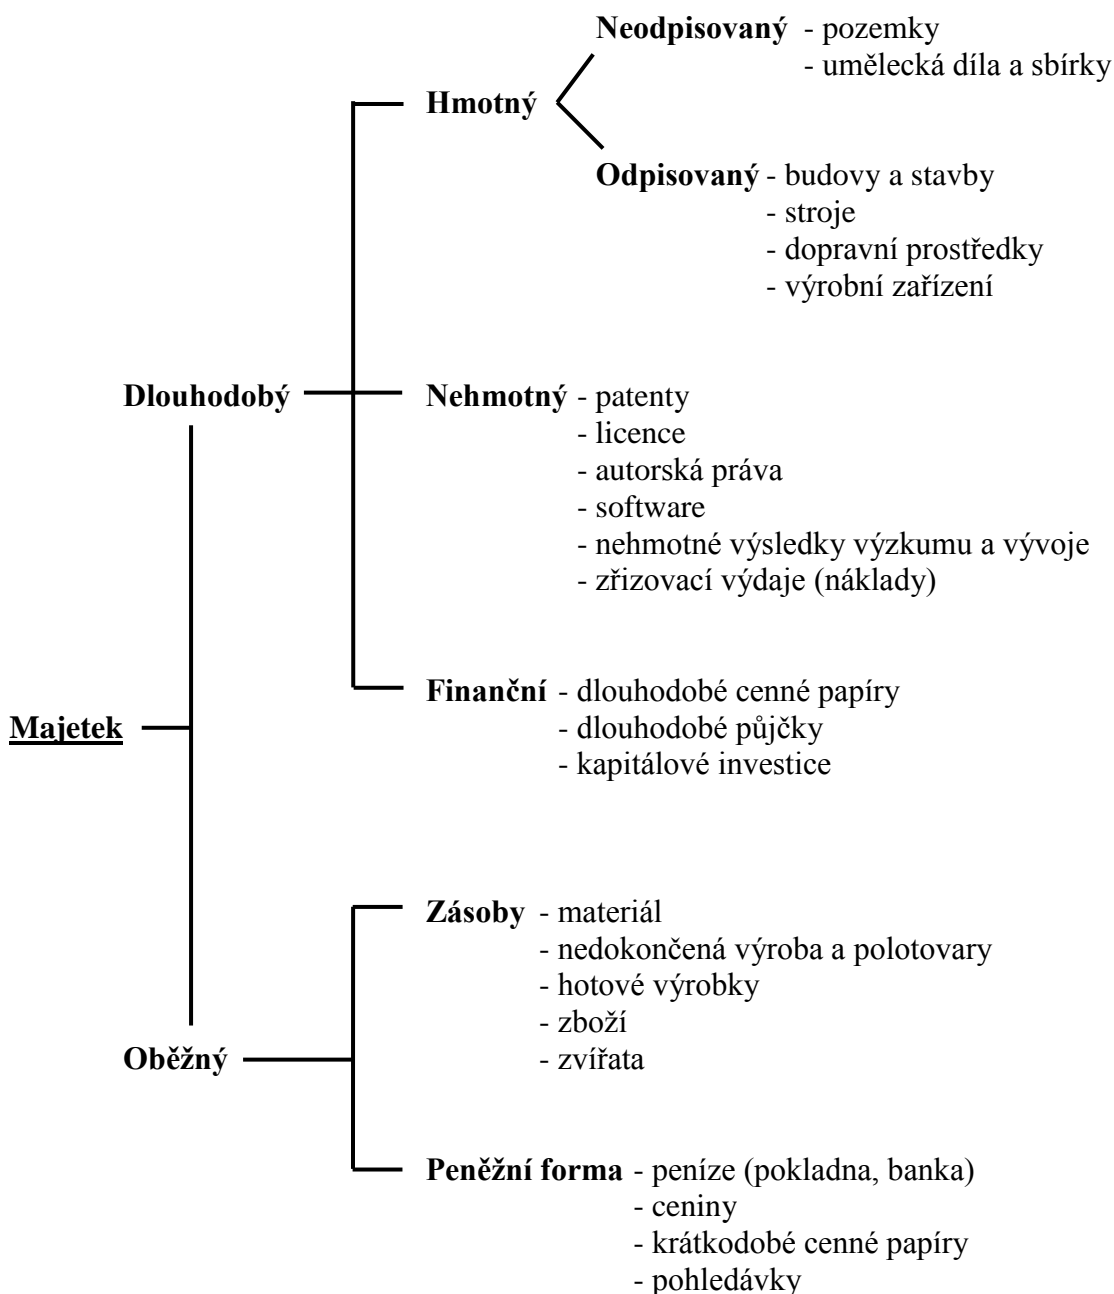 Neodpisovaný - pozemky
- umělecká díla a sbírky
Hmotný
Odpisovaný - budovy a stavby
- stroje
- dopravní prostředky
- výrobní zařízení
Dlouhodobý
Nehmotný - patenty
- licence
- autorská práva
- software
- nehmotné výsledky výzkumu a vývoje
- zřizovací výdaje (náklady)
Finanční - dlouhodobé cenné papíry
- dlouhodobé půjčky
- kapitálové investice
Majetek
Zásoby - materiál
- nedokončená výroba a polotovary
- hotové výrobky
- zboží
- zvířata
Oběžný
Peněžní forma - peníze (pokladna, banka)
- ceniny
- krátkodobé cenné papíry
- pohledávky